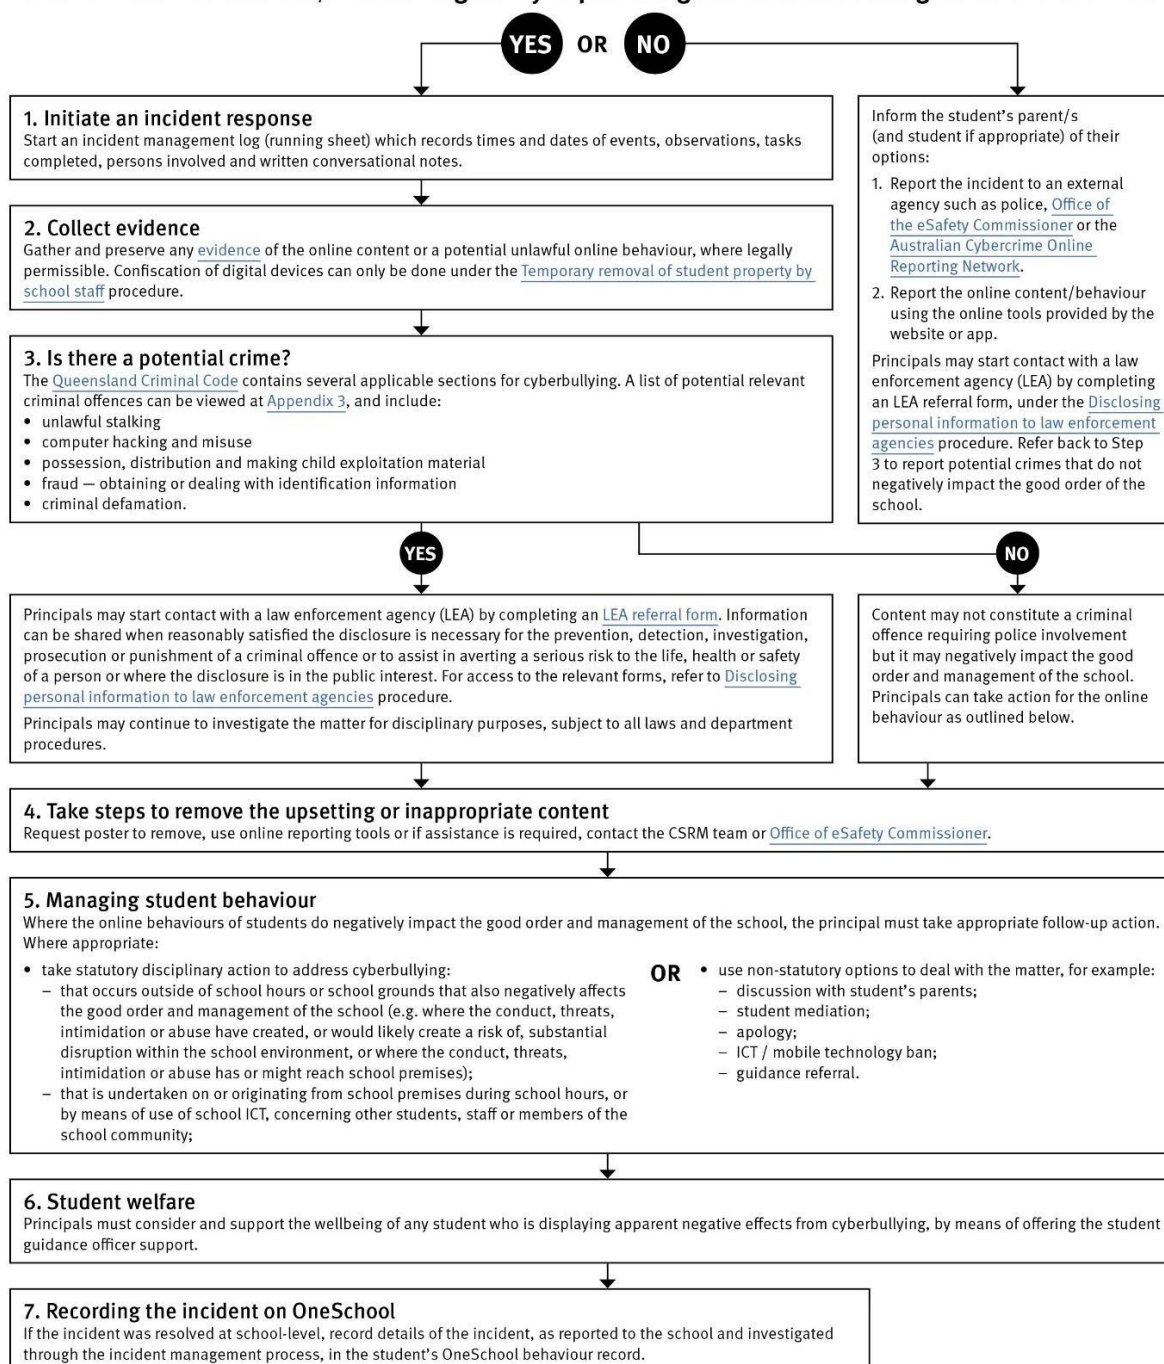 YES OR NO
1. Initiate an incident response
Start an incident management log (running sheet) which records times and dates of events, observations, tasks
completed, persons involved and written conversational notes.
2. Collect evidence
Gather and preserve any evidence of the online content or a potential unlawful online behaviour, where legally
permissible. Confiscation of digital devices can only be done under the Temporary removal of student property by
school staff procedure.
3. Is there a potential crime?
The Queensland Criminal Code contains several applicable sections for cyberbullying. A list of potential relevant
criminal offences can be viewed at Appendix 3, and include:
• unlawful stalking
• computer hacking and misuse
• possession, distribution and making child exploitation material
• fraud — obtaining or dealing with identification information
• criminal defamation.
Inform the student's parent/s
(and student if appropriate) of their
options:
1. Report the incident to an external
agency such as police, Office of
the eSafety Commissioner or the
Australian Cybercrime Online
Reporting Network.
2. Report the online content/behaviour
using the online tools provided by the
website or app.
Principals may start contact with a law
enforcement agency (LEA) by completing
an LEA referral form, under the Disclosing
personal information to law enforcement
agencies procedure. Refer back to Step
3 to report potential crimes that do not
negatively impact the good order of the
school.
YES
NO
Principals may start contact with a law enforcement agency (LEA) by completing an LEA referral form. Information
can be shared when reasonably satisfied the disclosure is necessary for the prevention, detection, investigation,
prosecution or punishment of a criminal offence or to assist in averting a serious risk to the life, health or safety
of a person or where the disclosure is in the public interest. For access to the relevant forms, refer to Disclosing
personal information to law enforcement agencies procedure.
Principals may continue to investigate the matter for disciplinary purposes, subject to all laws and department
procedures.
Content may not constitute a criminal
offence requiring police involvement
but it may negatively impact the good
order and management of the school.
Principals can take action for the online
behaviour as outlined below.
4. Take steps to remove the upsetting or inappropriate content
Request poster to remove, use online reporting tools or if assistance is required, contact the CSRM team or Office of eSafety Commissioner.
5. Managing student behaviour
Where the online behaviours of students do negatively impact the good order and management of the school, the principal must take appropriate follow-up action.
Where appropriate:
• take statutory disciplinary action to address cyberbullying:
– that occurs outside of school hours or school grounds that also negatively affects
the good order and management of the school (e.g. where the conduct, threats,
intimidation or abuse have created, or would likely create a risk of, substantial
disruption within the school environment, or where the conduct, threats,
intimidation or abuse has or might reach school premises);
– that is undertaken on or originating from school premises during school hours, or
by means of use of school ICT, concerning other students, staff or members of the
school community;
OR
• use non-statutory options to deal with the matter, for example:
– discussion with student's parents;
– student mediation;
– apology;
– ICT / mobile technology ban;
– guidance referral.
6. Student welfare
Principals must consider and support the wellbeing of any student who is displaying apparent negative effects from cyberbullying, by means of offering the student
guidance officer support.
7. Recording the incident on OneSchool
If the incident was resolved at school-level, record details of the incident, as reported to the school and investigated
through the incident management process, in the student's OneSchool behaviour record.